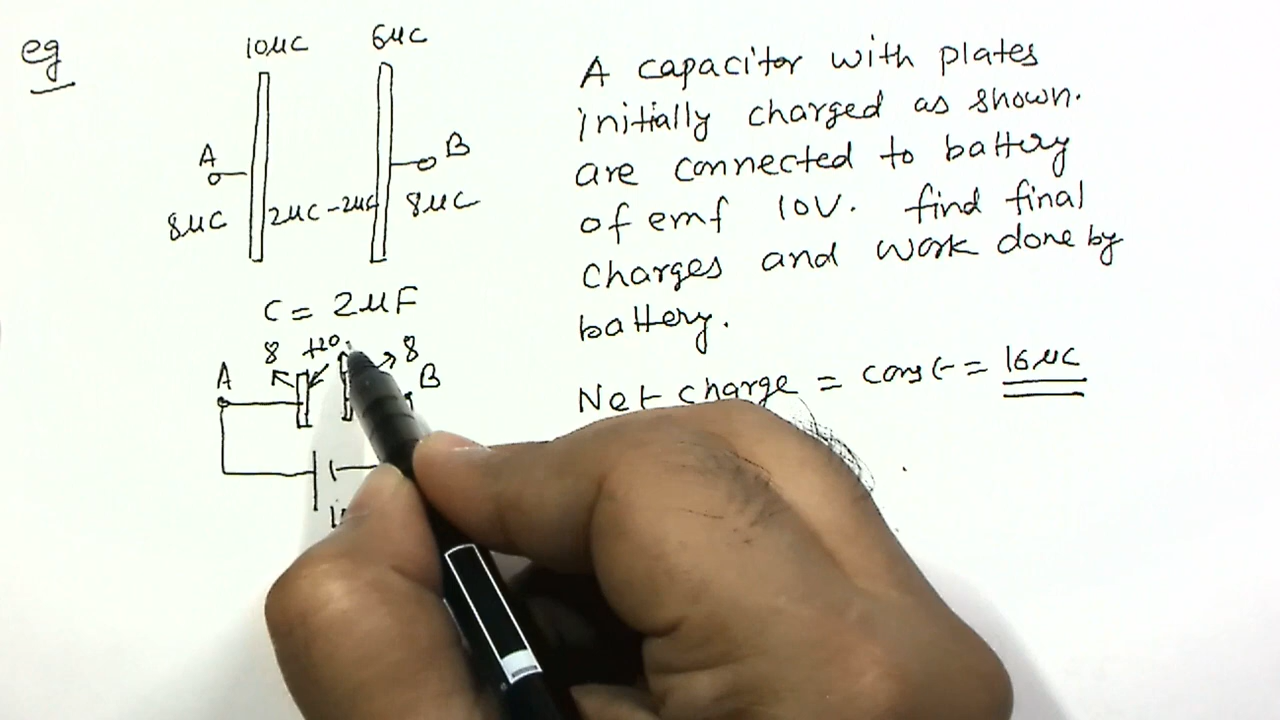 eg
10μC
6μC
A
B
8μC
2μC
-2μC
8μC
C = 2μF
8
+20
8
A
B
A capacitor with plates
initially charged as shown.
are connected to battery
of emf 10V. find final
charges and work done by
battery.
Net charge = const = 16μC